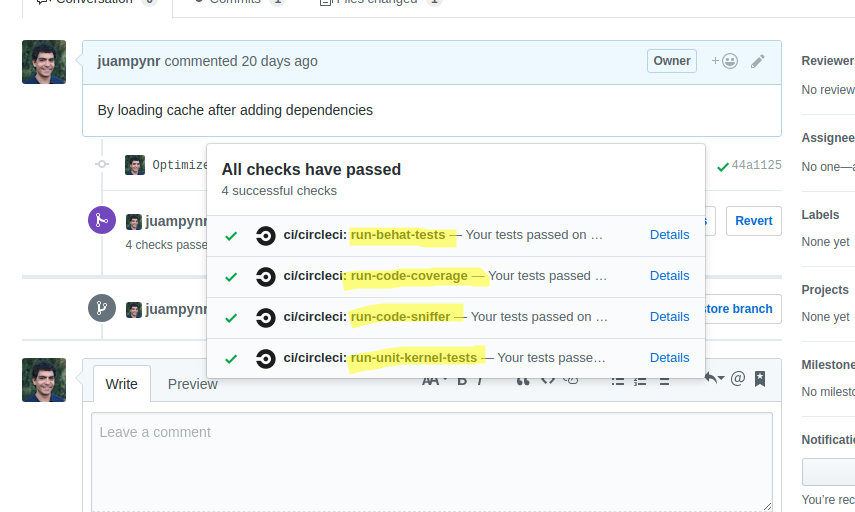 Conversation 0
Commits 1
Files changed 1
juampynr commented 20 days ago
Owner
By loading cache after adding dependencies
Optimize
44a1125
All checks have passed
4 successful checks
ci/circleci: run-behat-tests — Your tests passed on …
Details
ci/circleci: run-code-coverage — Your tests passed …
Details
ci/circleci: run-code-sniffer — Your tests passed on …
Details
ci/circleci: run-unit-kernel-tests — Your tests passe…
Details
juampynr
Revert
4 checks passe
juampynr
store branch
Write
Preview
Leave a comment
Reviewer
No review
Assignee
No one—a
Labels
None yet
Projects
None yet
Milestone
No milesto
Notificatio
You're rec